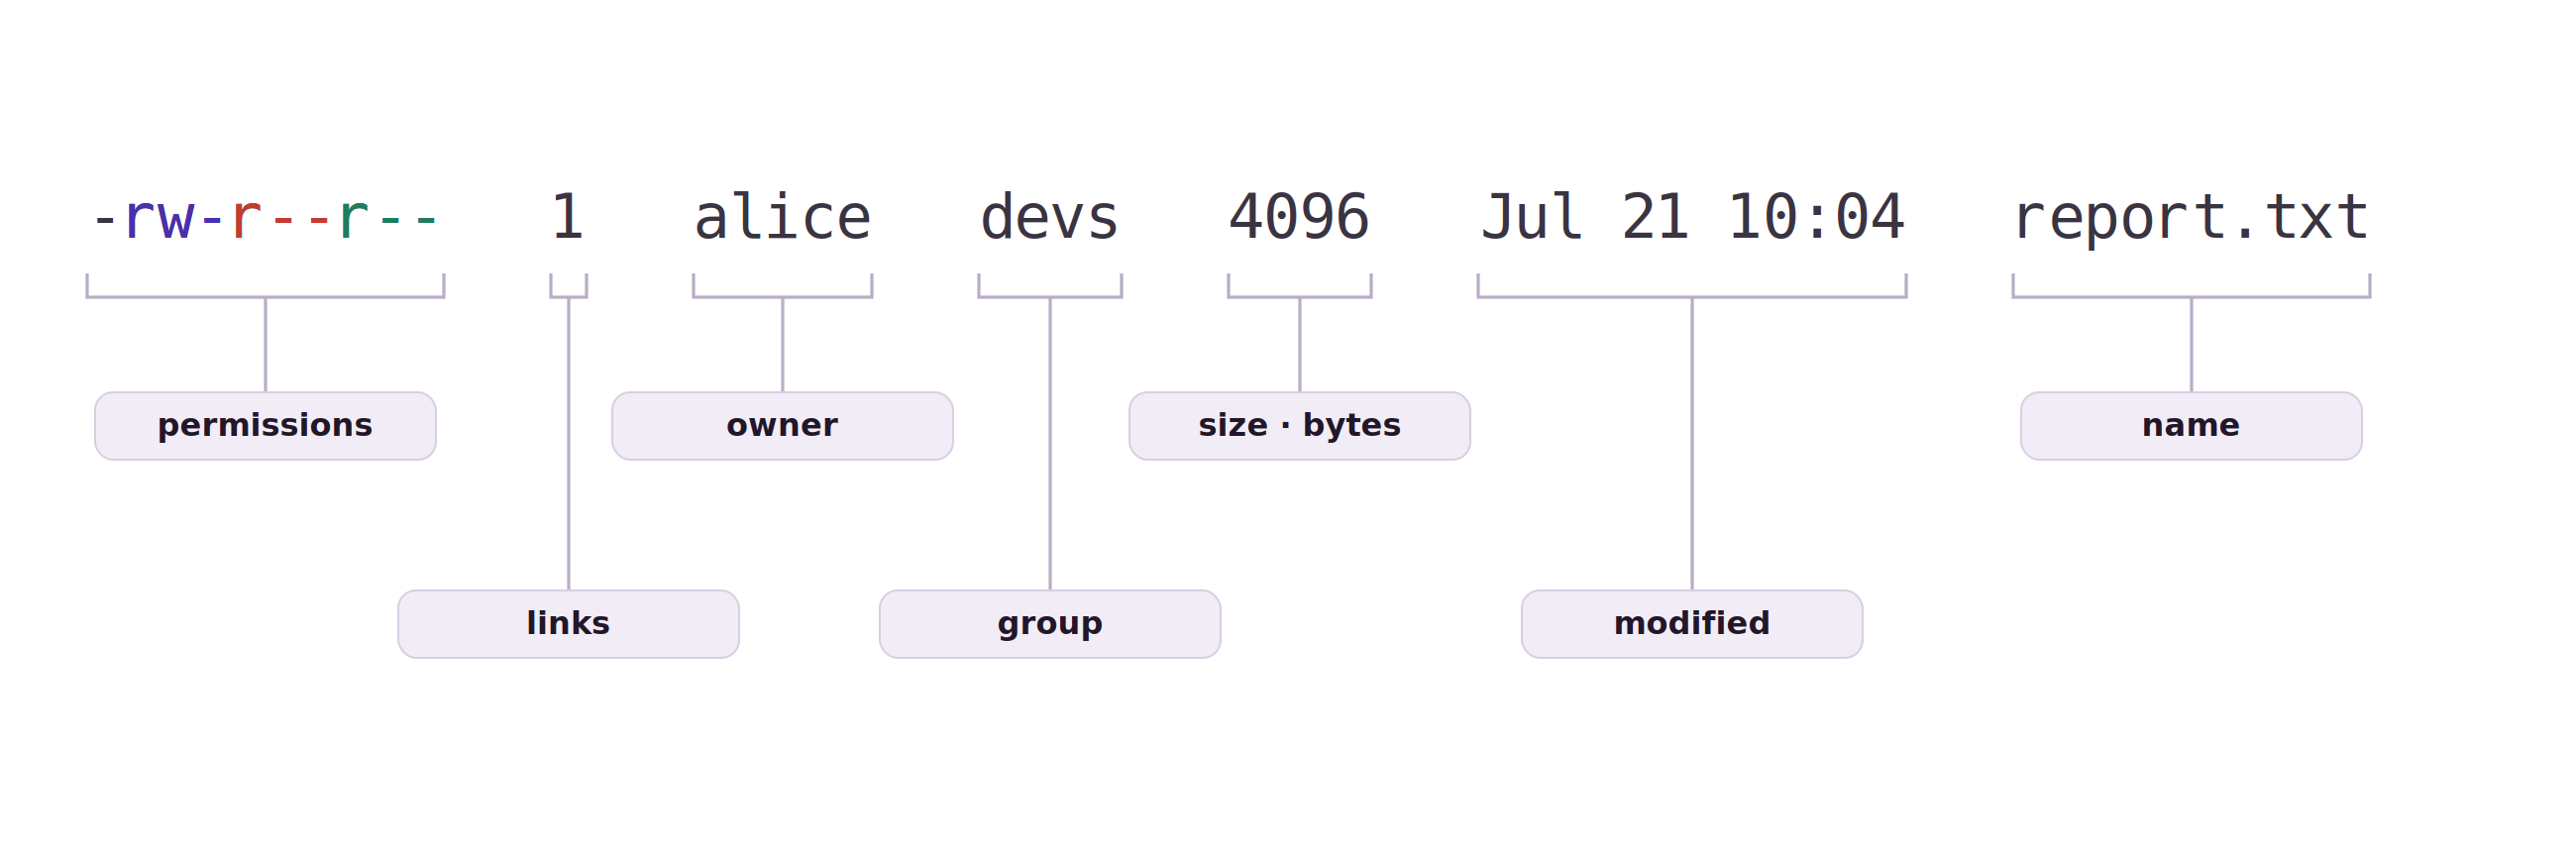 -rw-r--r-- 1 alice devs 4096 Jul 21 10:04 report.txt
permissions owner size · bytes name
links group modified